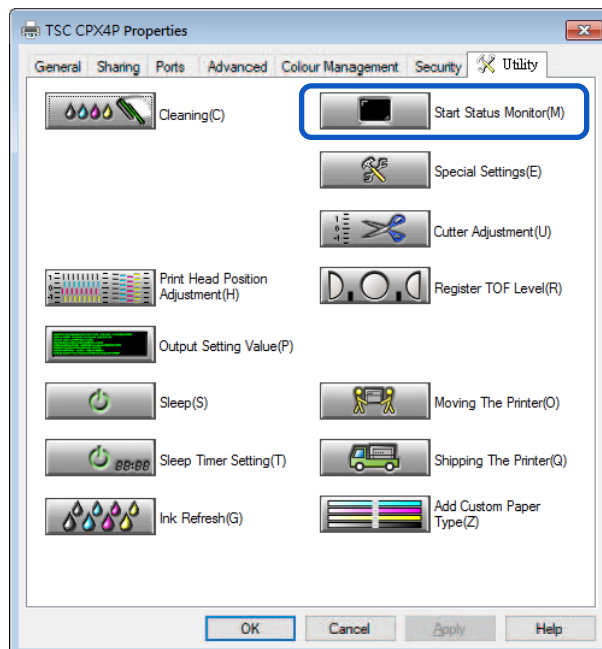 TSC CPX4P Properties
General Sharing Ports Advanced Colour Management Security Utility
Cleaning(C)
Start Status Monitor(M)
Special Settings(E)
Cutter Adjustment(U)
Print Head Position
Adjustment(H)
Register TOF Level(R)
Output Setting Value(P)
Sleep(S)
Moving The Printer(O)
88:88
Sleep Timer Setting(T)
Shipping The Printer(Q)
Ink Refresh(G)
Add Custom Paper
Type(Z)
OK Cancel Apply Help